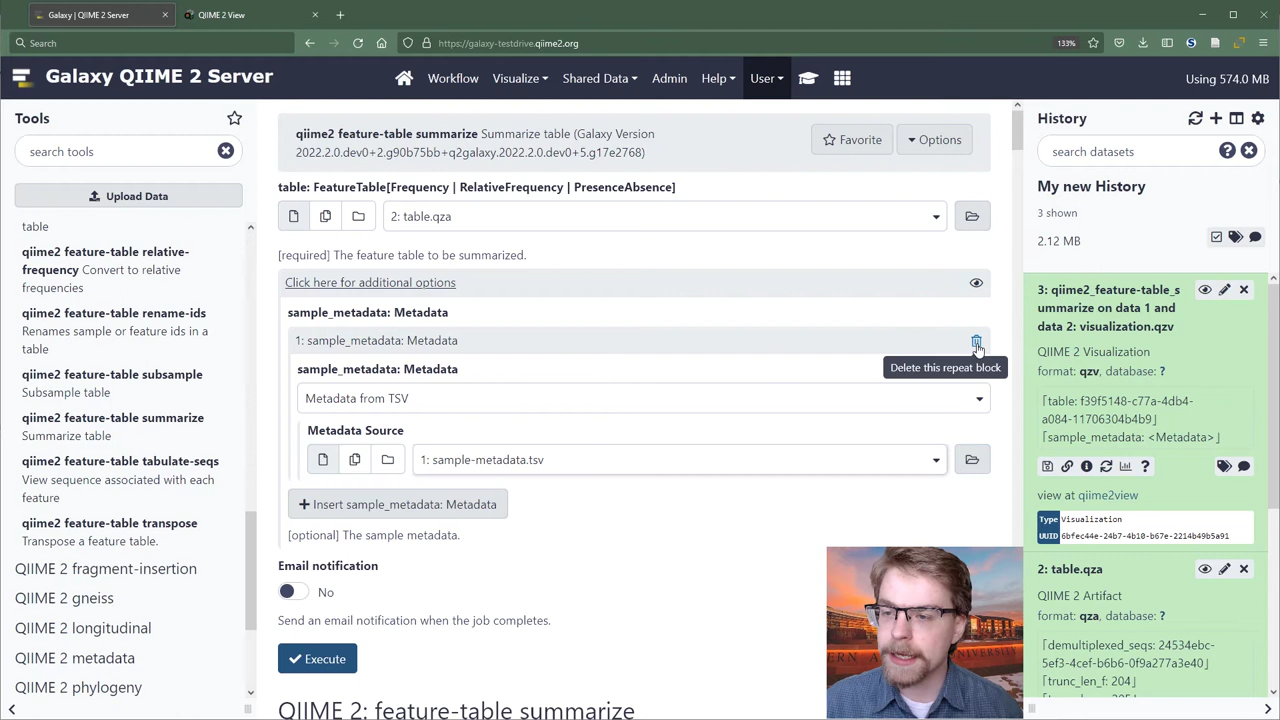 Galaxy | QIIME 2 Server
QIIME 2 View
Search
https://galaxy-testdrive.qiime2.org
133%
Galaxy QIIME 2 Server
Workflow
Visualize
Shared Data
Admin
Help
User
Using 574.0 MB
Tools
search tools
Upload Data
table
qiime2 feature-table relative-
frequency Convert to relative
frequencies
qiime2 feature-table rename-ids
Renames sample or feature ids in a
table
qiime2 feature-table subsample
Subsample table
qiime2 feature-table summarize
Summarize table
qiime2 feature-table tabulate-seqs
View sequence associated with each
feature
qiime2 feature-table transpose
Transpose a feature table.
QIIME 2 fragment-insertion
QIIME 2 gneiss
QIIME 2 longitudinal
QIIME 2 metadata
QIIME 2 phylogeny
qiime2 feature-table summarize Summarize table (Galaxy Version
2022.2.0.dev0+2.g90b75bb+q2galaxy.2022.2.0.dev0+5.g17e2768)
Favorite
Options
table: FeatureTable[Frequency | RelativeFrequency | PresenceAbsence]
2: table.qza
[required] The feature table to be summarized.
Click here for additional options
sample_metadata: Metadata
1: sample_metadata: Metadata
Delete this repeat block
sample_metadata: Metadata
Metadata from TSV
Metadata Source
1: sample-metadata.tsv
Insert sample_metadata: Metadata
[optional] The sample metadata.
Email notification
No
Send an email notification when the job completes.
Execute
QIIME 2: feature-table summarize
History
search datasets
My new History
3 shown
2.12 MB
3: qiime2_feature-table_s
ummarize on data 1 and
data 2: visualization.qzv
QIIME 2 Visualization
format: qzv, database: ?
⌈table: f39f5148-c77a-4db4-
a084-11706304b4b9⌋
⌈sample_metadata: <Metadata>⌋
view at qiime2view
Type Visualization
UUID 6bfec44e-24b7-4b10-b67e-2214b49b5a91
2: table.qza
QIIME 2 Artifact
format: qza, database: ?
⌈demultiplexed_seqs: 24534ebc-
5ef3-4cef-b6b6-0f9a277a3e40⌋
⌈trunc_len_f: 204⌋